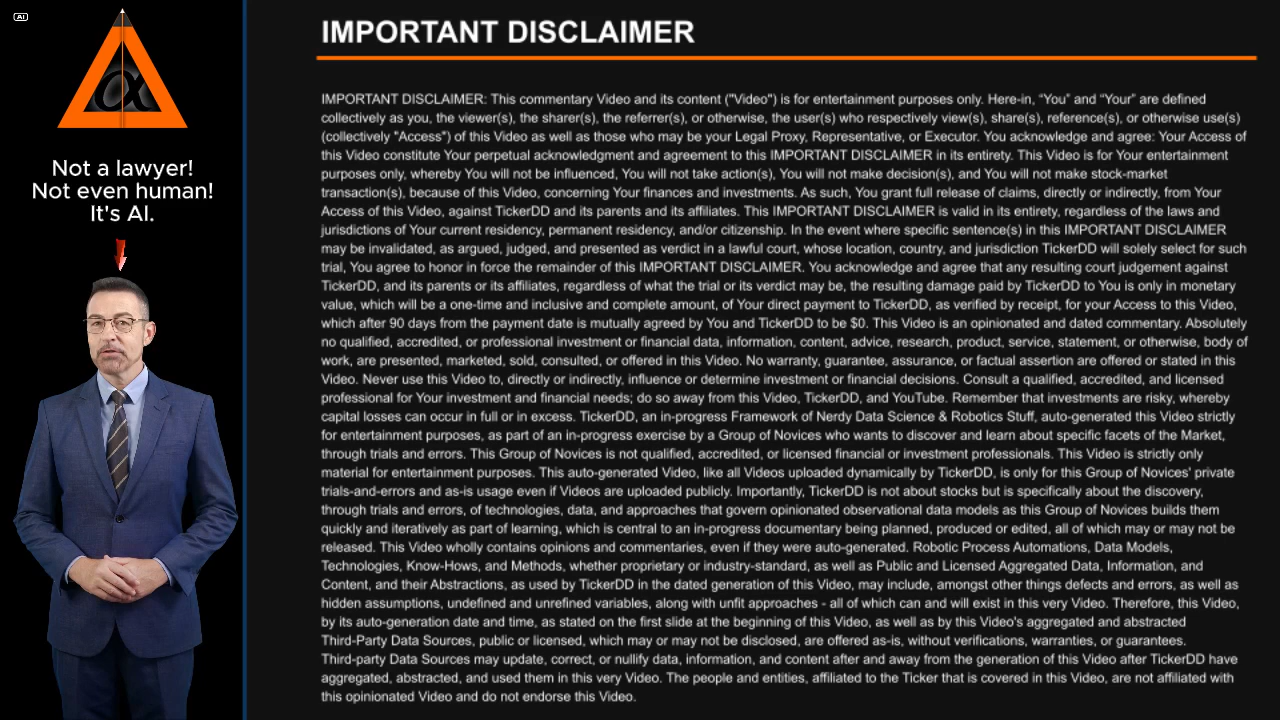 AI
α
Not a lawyer!
Not even human!
It's AI.
IMPORTANT DISCLAIMER
IMPORTANT DISCLAIMER: This commentary Video and its content ("Video") is for entertainment purposes only. Here-in, “You” and “Your” are defined
collectively as you, the viewer(s), the sharer(s), the referrer(s), or otherwise, the user(s) who respectively view(s), share(s), reference(s), or otherwise use(s)
(collectively "Access") of this Video as well as those who may be your Legal Proxy, Representative, or Executor. You acknowledge and agree: Your Access of
this Video constitute Your perpetual acknowledgment and agreement to this IMPORTANT DISCLAIMER in its entirety. This Video is for Your entertainment
purposes only, whereby You will not be influenced, You will not take action(s), You will not make decision(s), and You will not make stock-market
transaction(s), because of this Video, concerning Your finances and investments. As such, You grant full release of claims, directly or indirectly, from Your
Access of this Video, against TickerDD and its parents and its affiliates. This IMPORTANT DISCLAIMER is valid in its entirety, regardless of the laws and
jurisdictions of Your current residency, permanent residency, and/or citizenship. In the event where specific sentence(s) in this IMPORTANT DISCLAIMER
may be invalidated, as argued, judged, and presented as verdict in a lawful court, whose location, country, and jurisdiction TickerDD will solely select for such
trial, You agree to honor in force the remainder of this IMPORTANT DISCLAIMER. You acknowledge and agree that any resulting court judgement against
TickerDD, and its parents or its affiliates, regardless of what the trial or its verdict may be, the resulting damage paid by TickerDD to You is only in monetary
value, which will be a one-time and inclusive and complete amount, of Your direct payment to TickerDD, as verified by receipt, for your Access to this Video,
which after 90 days from the payment date is mutually agreed by You and TickerDD to be $0. This Video is an opinionated and dated commentary. Absolutely
no qualified, accredited, or professional investment or financial data, information, content, advice, research, product, service, statement, or otherwise, body of
work, are presented, marketed, sold, consulted, or offered in this Video. No warranty, guarantee, assurance, or factual assertion are offered or stated in this
Video. Never use this Video to, directly or indirectly, influence or determine investment or financial decisions. Consult a qualified, accredited, and licensed
professional for Your investment and financial needs; do so away from this Video, TickerDD, and YouTube. Remember that investments are risky, whereby
capital losses can occur in full or in excess. TickerDD, an in-progress Framework of Nerdy Data Science & Robotics Stuff, auto-generated this Video strictly
for entertainment purposes, as part of an in-progress exercise by a Group of Novices who wants to discover and learn about specific facets of the Market,
through trials and errors. This Group of Novices is not qualified, accredited, or licensed financial or investment professionals. This Video is strictly only
material for entertainment purposes. This auto-generated Video, like all Videos uploaded dynamically by TickerDD, is only for this Group of Novices' private
trials-and-errors and as-is usage even if Videos are uploaded publicly. Importantly, TickerDD is not about stocks but is specifically about the discovery,
through trials and errors, of technologies, data, and approaches that govern opinionated observational data models as this Group of Novices builds them
quickly and iteratively as part of learning, which is central to an in-progress documentary being planned, produced or edited, all of which may or may not be
released. This Video wholly contains opinions and commentaries, even if they were auto-generated. Robotic Process Automations, Data Models,
Technologies, Know-Hows, and Methods, whether proprietary or industry-standard, as well as Public and Licensed Aggregated Data, Information, and
Content, and their Abstractions, as used by TickerDD in the dated generation of this Video, may include, amongst other things defects and errors, as well as
hidden assumptions, undefined and unrefined variables, along with unfit approaches - all of which can and will exist in this very Video. Therefore, this Video,
by its auto-generation date and time, as stated on the first slide at the beginning of this Video, as well as by this Video's aggregated and abstracted
Third-Party Data Sources, public or licensed, which may or may not be disclosed, are offered as-is, without verifications, warranties, or guarantees.
Third-party Data Sources may update, correct, or nullify data, information, and content after and away from the generation of this Video after TickerDD have
aggregated, abstracted, and used them in this very Video. The people and entities, affiliated to the Ticker that is covered in this Video, are not affiliated with
this opinionated Video and do not endorse this Video.